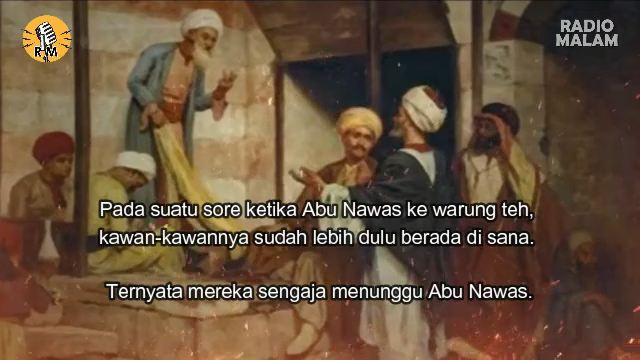 R M
RADIO
MALAM
Pada suatu sore ketika Abu Nawas ke warung teh,
kawan-kawannya sudah lebih dulu berada di sana.
Ternyata mereka sengaja menunggu Abu Nawas.